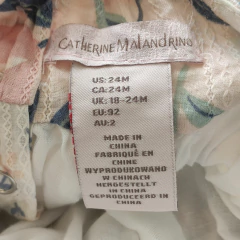 CATHERINE MALANDRINO
US: 24M
CA: 24M
UK: 18-24M
EU: 92
AU: 2
MADE IN
CHINA
FABRIQUÉ EN
CHINE
WYPRODUKOWANO
W CHINACH
HERGESTELLT
IN CHINA
GEPRODUCEERD IN
CHINA